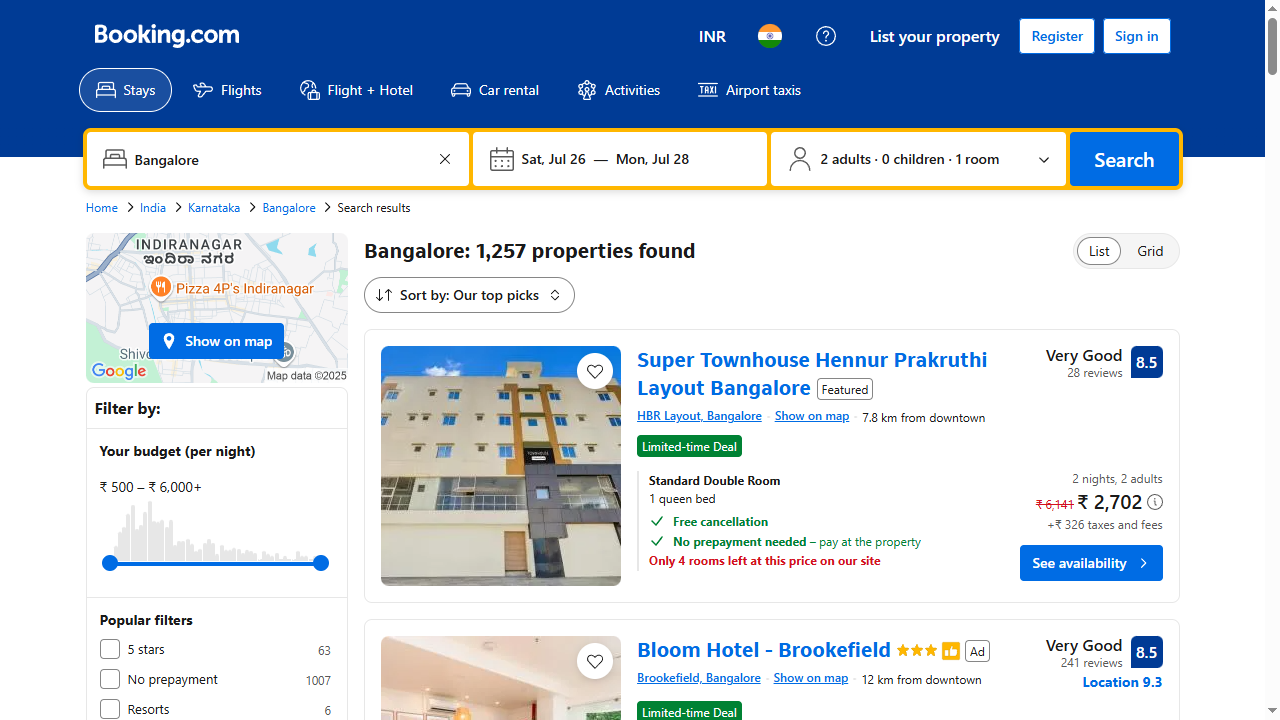 Booking.com
INR
List your property
Register
Sign in
Stays
Flights
Flight + Hotel
Car rental
Activities
Airport taxis
Bangalore
Sat, Jul 26 — Mon, Jul 28
2 adults · 0 children · 1 room
Search
Home
India
Karnataka
Bangalore
Search results
INDIRANAGAR
ಇಂದಿರಾ ನಗರ
Pizza 4P's Indiranagar
Show on map
Google
Map data ©2025
Filter by:
Your budget (per night)
₹ 500 – ₹ 6,000+
Popular filters
5 stars 63
No prepayment 1007
Resorts 6
Bangalore: 1,257 properties found
List
Grid
Sort by: Our top picks
Super Townhouse Hennur Prakruthi
Layout Bangalore Featured
HBR Layout, Bangalore · Show on map · 7.8 km from downtown
Limited-time Deal
Very Good
28 reviews
8.5
Standard Double Room
1 queen bed
Free cancellation
No prepayment needed – pay at the property
Only 4 rooms left at this price on our site
2 nights, 2 adults
₹ 6,141 ₹ 2,702
+₹ 326 taxes and fees
See availability
Bloom Hotel - Brookefield Ad
Brookefield, Bangalore · Show on map · 12 km from downtown
Limited-time Deal
Very Good
241 reviews
8.5
Location 9.3